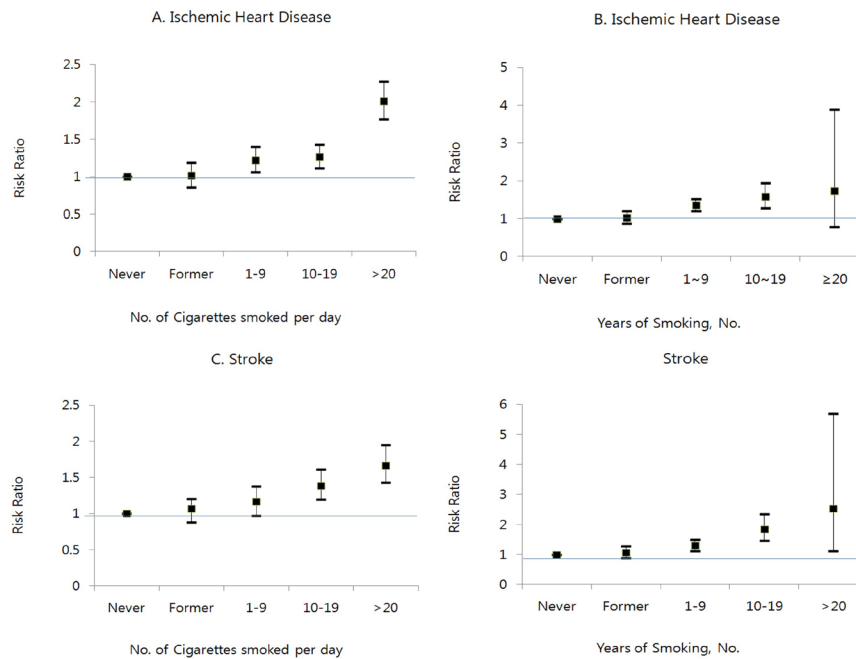 A. Ischemic Heart Disease
2.5
2
1.5
1
0.5
0
Risk Ratio
Never Former 1-9 10-19 >20
No. of Cigarettes smoked per day
B. Ischemic Heart Disease
5
4
3
2
1
0
Risk Ratio
Never Former 1~9 10~19 ≥20
Years of Smoking, No.
C. Stroke
2.5
2
1.5
1
0.5
0
Risk Ratio
Never Former 1-9 10-19 >20
No. of Cigarettes smoked per day
Stroke
6
5
4
3
2
1
0
Risk Ratio
Never Former 1-9 10-19 >20
Years of Smoking, No.